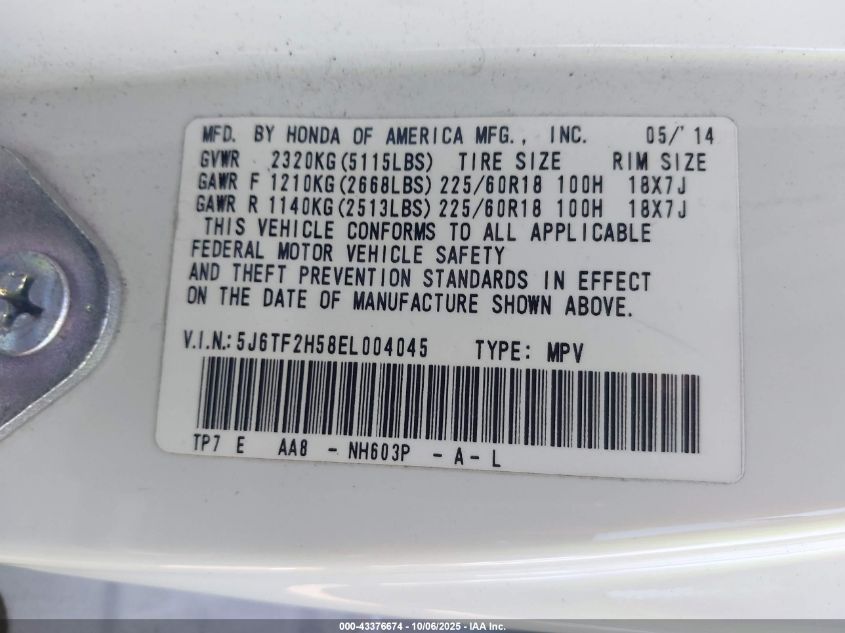 MFD. BY HONDA OF AMERICA MFG., INC. 05/'14
GVWR 2320KG(5115LBS) TIRE SIZE RIM SIZE
GAWR F 1210KG(2668LBS) 225/60R18 100H 18X7J
GAWR R 1140KG(2513LBS) 225/60R18 100H 18X7J
THIS VEHICLE CONFORMS TO ALL APPLICABLE
FEDERAL MOTOR VEHICLE SAFETY
AND THEFT PREVENTION STANDARDS IN EFFECT
ON THE DATE OF MANUFACTURE SHOWN ABOVE.
V.I.N.: 5J6TF2H58EL004045 TYPE: MPV
TP7 E AA8 - NH603P - A - L
000-43376674 - 10/06/2025 - IAA Inc.